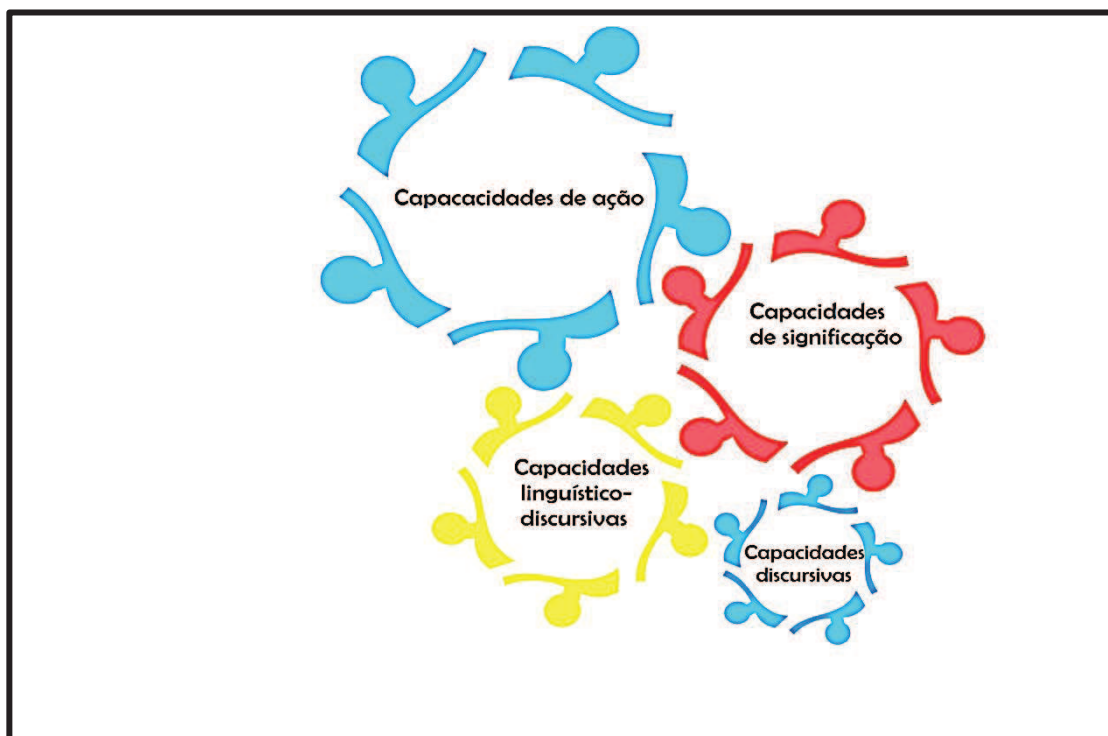 Capacacidades de ação
Capacidades
de significação
Capacidades
linguístico-
discursivas
Capacidades
discursivas